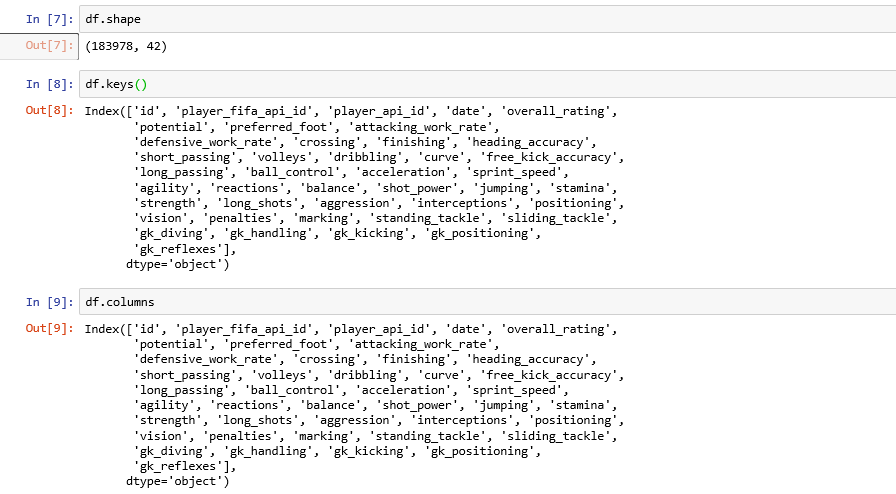 In [7]: df.shape
Out[7]: (183978, 42)
In [8]: df.keys()
Out[8]: Index(['id', 'player_fifa_api_id', 'player_api_id', 'date', 'overall_rating',
'potential', 'preferred_foot', 'attacking_work_rate',
'defensive_work_rate', 'crossing', 'finishing', 'heading_accuracy',
'short_passing', 'volleys', 'dribbling', 'curve', 'free_kick_accuracy',
'long_passing', 'ball_control', 'acceleration', 'sprint_speed',
'agility', 'reactions', 'balance', 'shot_power', 'jumping', 'stamina',
'strength', 'long_shots', 'aggression', 'interceptions', 'positioning',
'vision', 'penalties', 'marking', 'standing_tackle', 'sliding_tackle',
'gk_diving', 'gk_handling', 'gk_kicking', 'gk_positioning',
'gk_reflexes'],
dtype='object')
In [9]: df.columns
Out[9]: Index(['id', 'player_fifa_api_id', 'player_api_id', 'date', 'overall_rating',
'potential', 'preferred_foot', 'attacking_work_rate',
'defensive_work_rate', 'crossing', 'finishing', 'heading_accuracy',
'short_passing', 'volleys', 'dribbling', 'curve', 'free_kick_accuracy',
'long_passing', 'ball_control', 'acceleration', 'sprint_speed',
'agility', 'reactions', 'balance', 'shot_power', 'jumping', 'stamina',
'strength', 'long_shots', 'aggression', 'interceptions', 'positioning',
'vision', 'penalties', 'marking', 'standing_tackle', 'sliding_tackle',
'gk_diving', 'gk_handling', 'gk_kicking', 'gk_positioning',
'gk_reflexes'],
dtype='object')